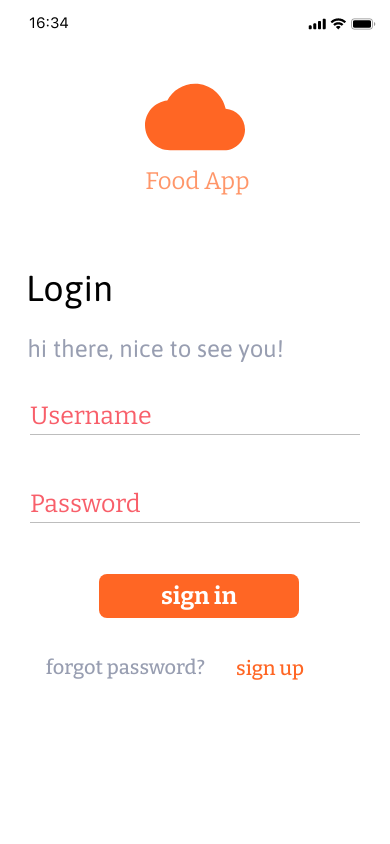 16:34
Food App
Login
hi there, nice to see you!
Username
Password
sign in
forgot password? sign up